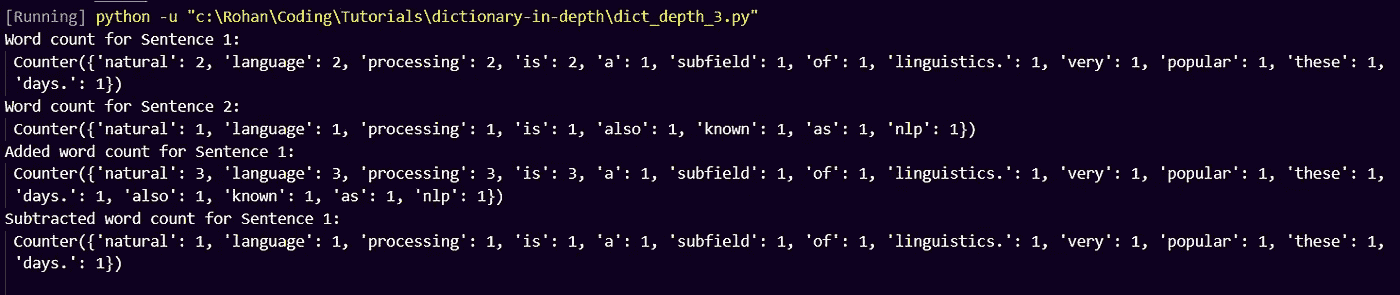 [Running] python -u "c:\Rohan\Coding\Tutorials\dictionary-in-depth\dict_depth_3.py"
Word count for Sentence 1:
Counter({'natural': 2, 'language': 2, 'processing': 2, 'is': 2, 'a': 1, 'subfield': 1, 'of': 1, 'linguistics.': 1, 'very': 1, 'popular': 1, 'these': 1,
'days.': 1})
Word count for Sentence 2:
Counter({'natural': 1, 'language': 1, 'processing': 1, 'is': 1, 'also': 1, 'known': 1, 'as': 1, 'nlp': 1})
Added word count for Sentence 1:
Counter({'natural': 3, 'language': 3, 'processing': 3, 'is': 3, 'a': 1, 'subfield': 1, 'of': 1, 'linguistics.': 1, 'very': 1, 'popular': 1, 'these': 1,
'days.': 1, 'also': 1, 'known': 1, 'as': 1, 'nlp': 1})
Subtracted word count for Sentence 1:
Counter({'natural': 1, 'language': 1, 'processing': 1, 'is': 1, 'a': 1, 'subfield': 1, 'of': 1, 'linguistics.': 1, 'very': 1, 'popular': 1, 'these': 1,
'days.': 1})